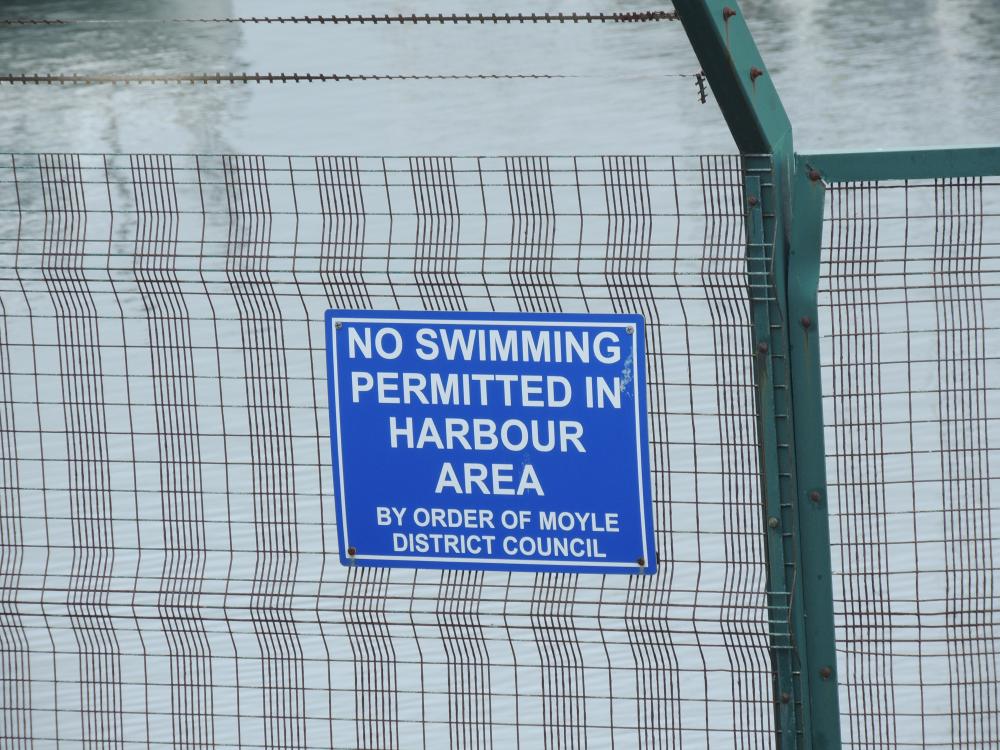 NO SWIMMING
PERMITTED IN
HARBOUR
AREA
BY ORDER OF MOYLE
DISTRICT COUNCIL